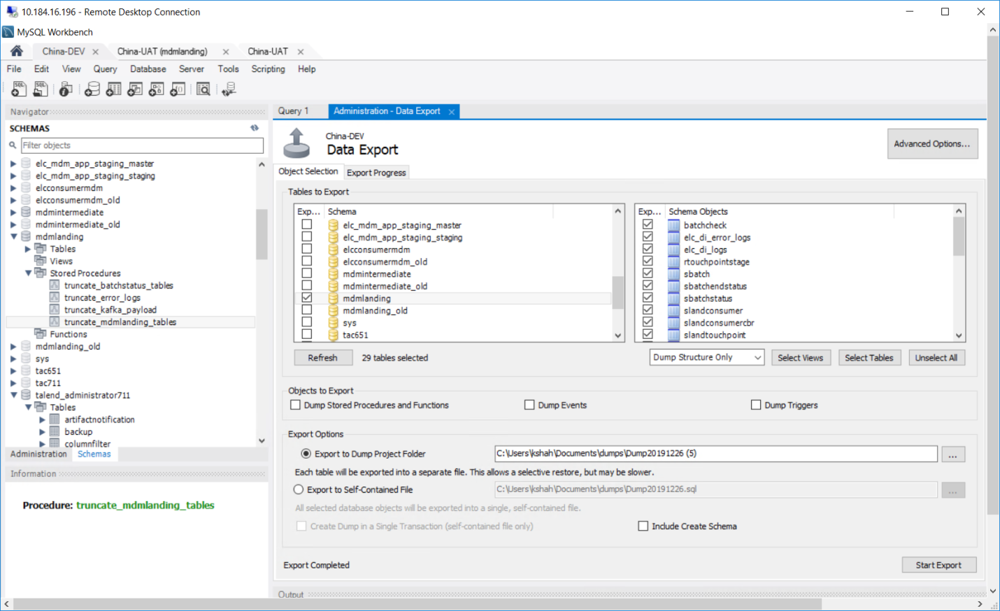 10.184.16.196 - Remote Desktop Connection
MySQL Workbench
China-DEV
China-UAT (mdmlanding)
China-UAT
File Edit View Query Database Server Tools Scripting Help
Navigator
SCHEMAS
Filter objects
elc_mdm_app_staging_master
elc_mdm_app_staging_staging
elcconsumermdm
elcconsumermdm_old
mdmintermediate
mdmintermediate_old
mdmlanding
Tables
Views
Stored Procedures
truncate_batchstatus_tables
truncate_error_logs
truncate_kafka_payload
truncate_mdmlanding_tables
Functions
mdmlanding_old
sys
tac651
tac711
talend_administrator711
Tables
artifactnotification
backup
columnfilter
Administration Schemas
Information
Procedure: truncate_mdmlanding_tables
Query 1
Administration - Data Export
China-DEV
Data Export
Advanced Options...
Object Selection
Export Progress
Tables to Export
Exp... Schema
elc_mdm_app_staging_master
elc_mdm_app_staging_staging
elcconsumermdm
elcconsumermdm_old
mdmintermediate
mdmintermediate_old
mdmlanding
mdmlanding_old
sys
tac651
Exp... Schema Objects
batchcheck
elc_di_error_logs
elc_di_logs
rtouchpointstage
sbatch
sbatchendstatus
sbatchstatus
slandconsumer
slandconsumercbr
slandtouchpoint
Refresh
29 tables selected
Dump Structure Only
Select Views
Select Tables
Unselect All
Objects to Export
Dump Stored Procedures and Functions
Dump Events
Dump Triggers
Export Options
Export to Dump Project Folder
C:\Users\kshah\Documents\dumps\Dump20191226 (5)
...
Each table will be exported into a separate file. This allows a selective restore, but may be slower.
Export to Self-Contained File
C:\Users\kshah\Documents\dumps\Dump20191226.sql
...
All selected database objects will be exported into a single, self-contained file.
Create Dump in a Single Transaction (self-contained file only)
Include Create Schema
Export Completed
Start Export
Output